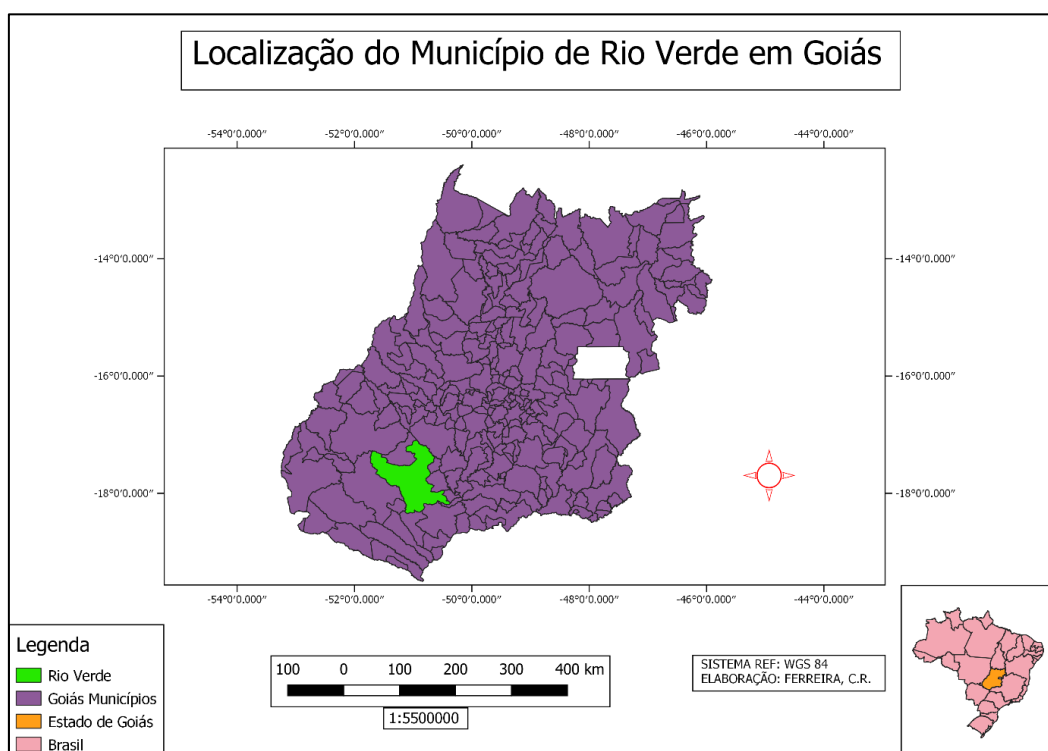 Localização do Município de Rio Verde em Goiás
-54°0'0.000″ -52°0'0.000″ -50°0'0.000″ -48°0'0.000″ -46°0'0.000″ -44°0'0.000″
-14°0'0.000″ -14°0'0.000″
-16°0'0.000″ -16°0'0.000″
-18°0'0.000″ -18°0'0.000″
-54°0'0.000″ -52°0'0.000″ -50°0'0.000″ -48°0'0.000″ -46°0'0.000″ -44°0'0.000″
Legenda
Rio Verde
Goiás Municípios
Estado de Goiás
Brasil
100 0 100 200 300 400 km
1:5500000
SISTEMA REF: WGS 84
ELABORAÇÃO: FERREIRA, C.R.